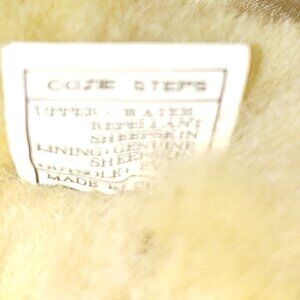 COZIE STEPS
UPPER: WATER
REPELLANT
SHEEPSKIN
LINING: GENUINE
SHEEPSKIN
OUTSOLE:
MADE